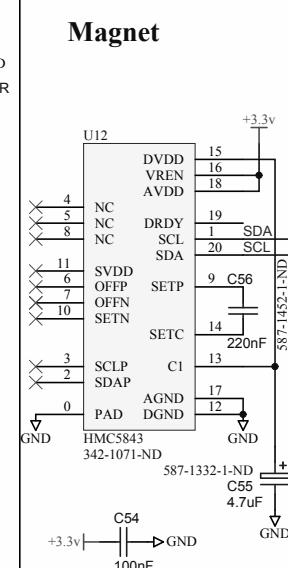 Magnet
R
U12
+3.3v
DVDD 15
VREN 16
AVDD 18
4 NC
5 NC
8 NC
DRDY 19
SCL 1 SDA
SDA 20 SCL
11 SVDD
6 OFFP
7 OFFN
10 SETN
SETP 9
C56
587-1452-1-ND
SETC 14
220nF
3 SCLP
2 SDAP
C1 13
AGND 17
0 PAD
DGND 12
GND
GND
HMC5843
342-1071-ND
587-1332-1-ND
+
C55
4.7uF
GND
C54
+3.3v
GND
100nF